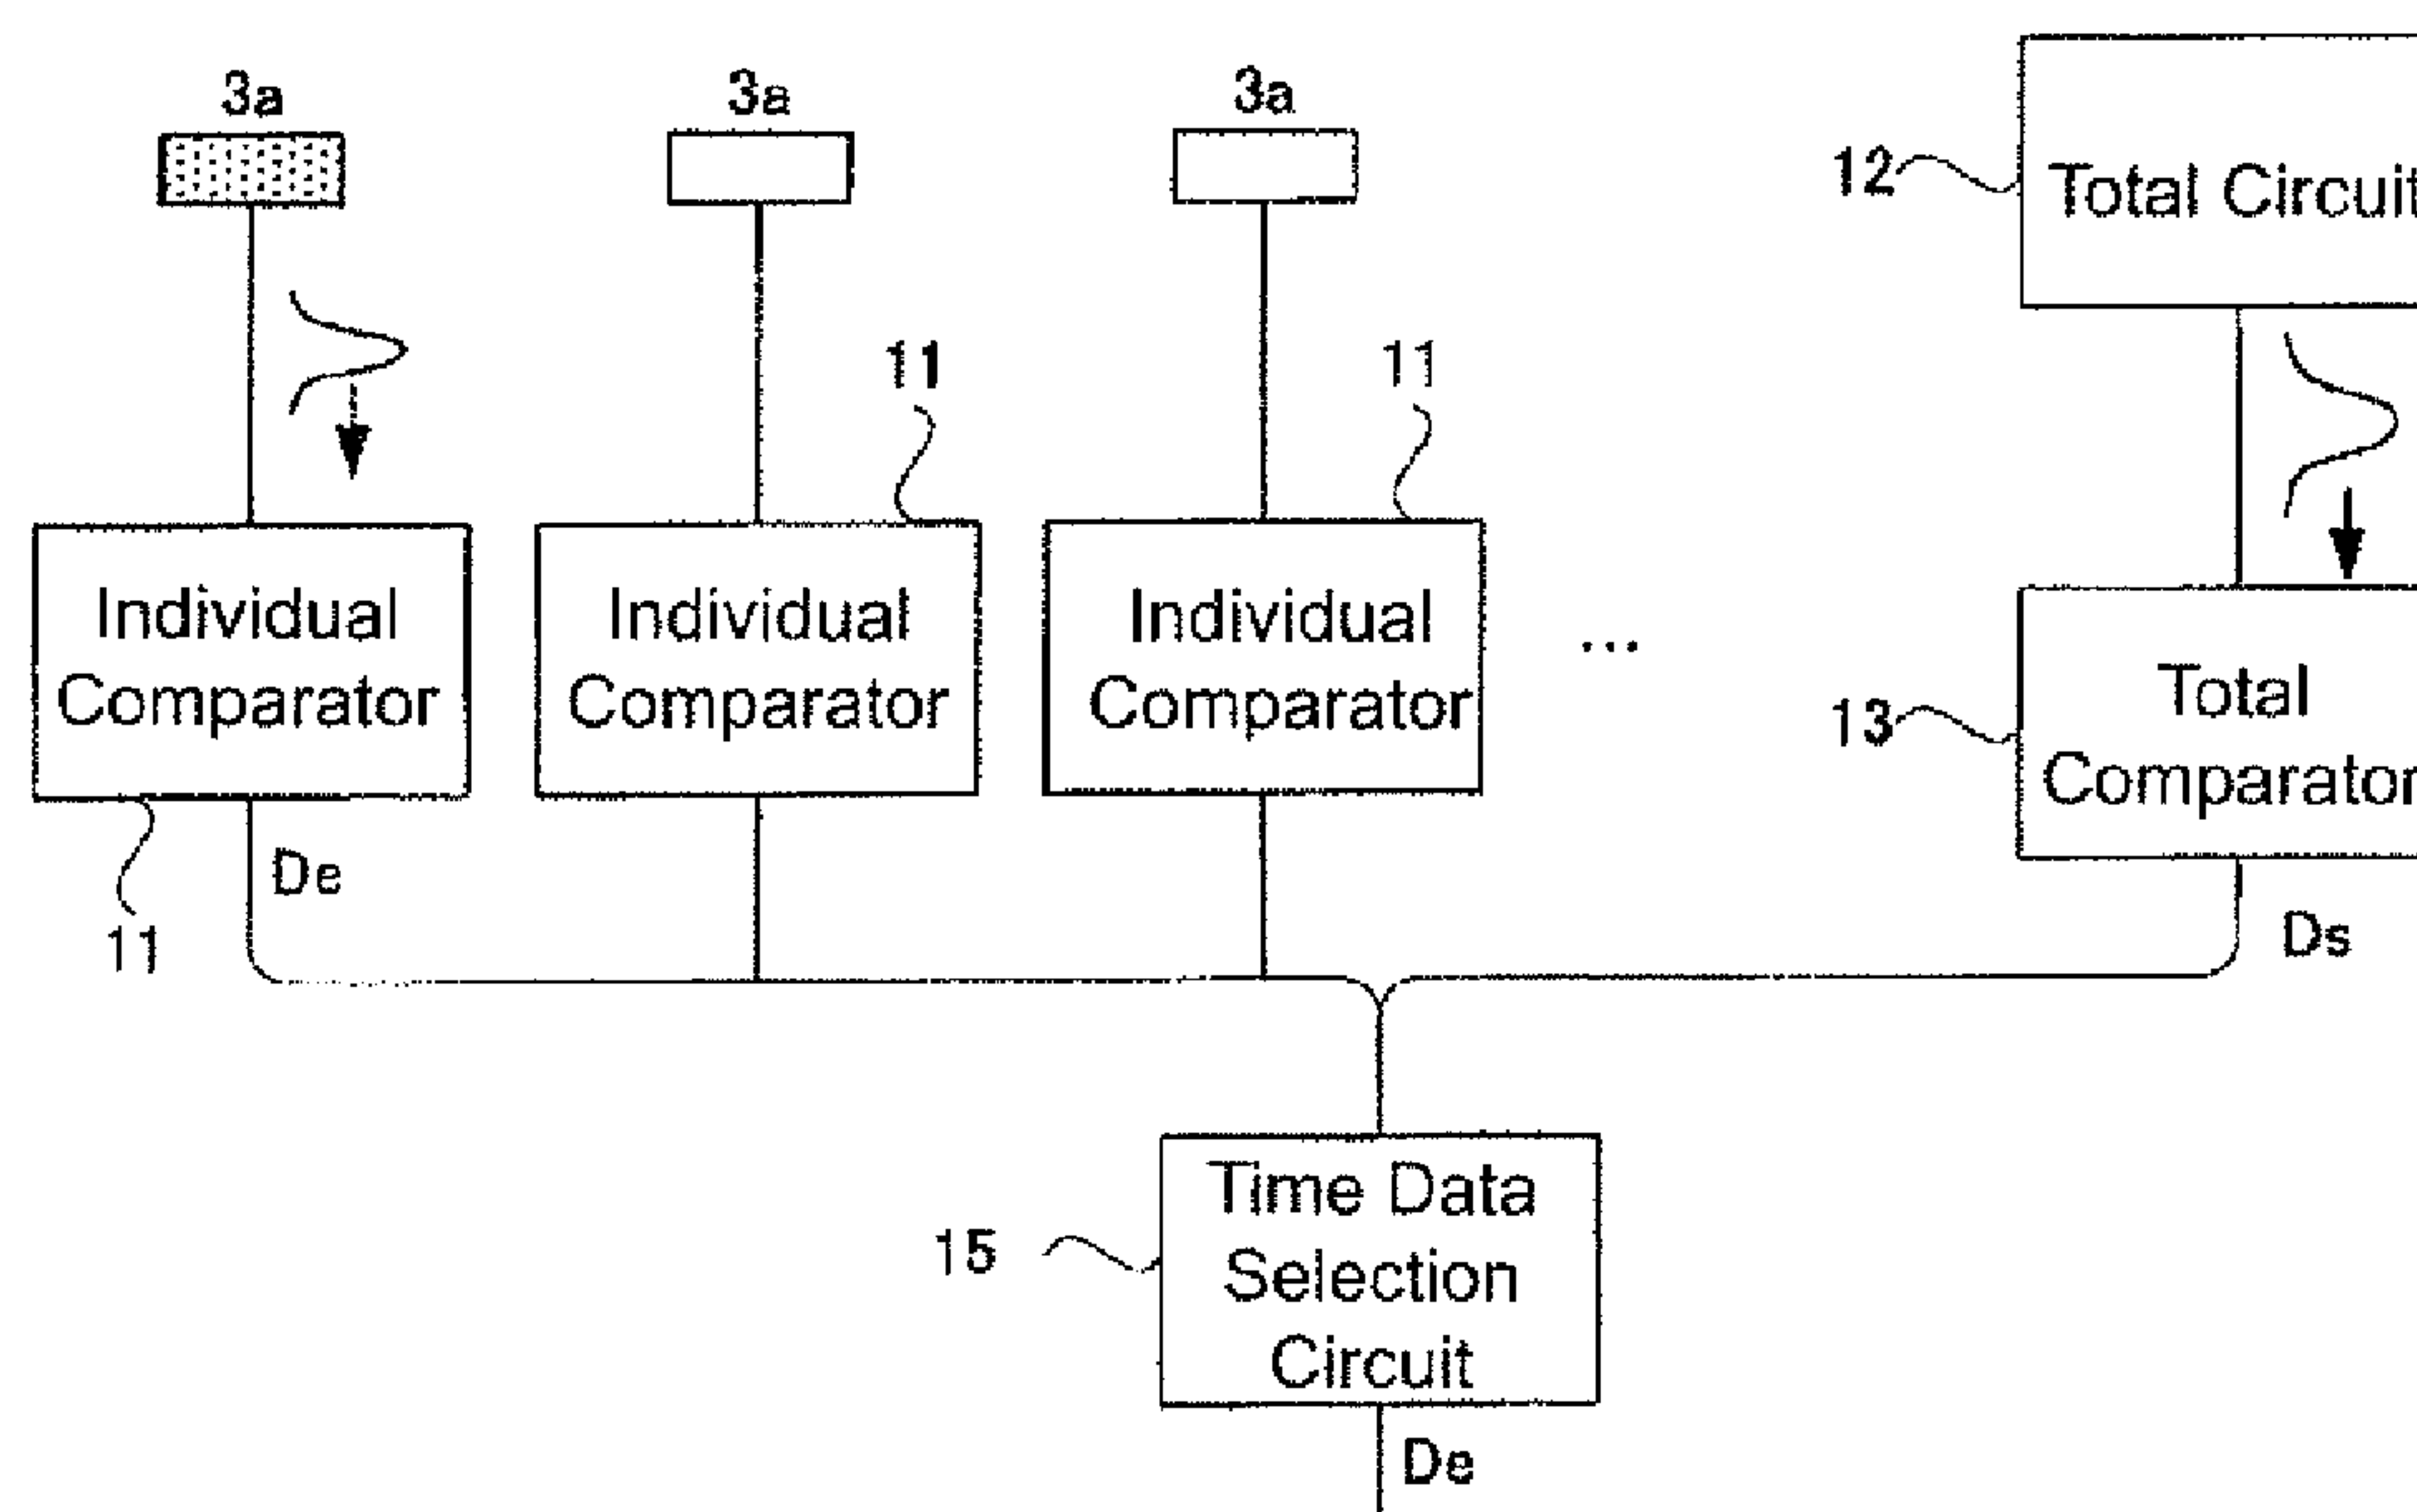 3a
3a
3a
12
Total Circuit
11
11
Individual
Comparator
Individual
Comparator
Individual
Comparator
...
13
Total
Comparator
De
11
Ds
15
Time Data
Selection
Circuit
De